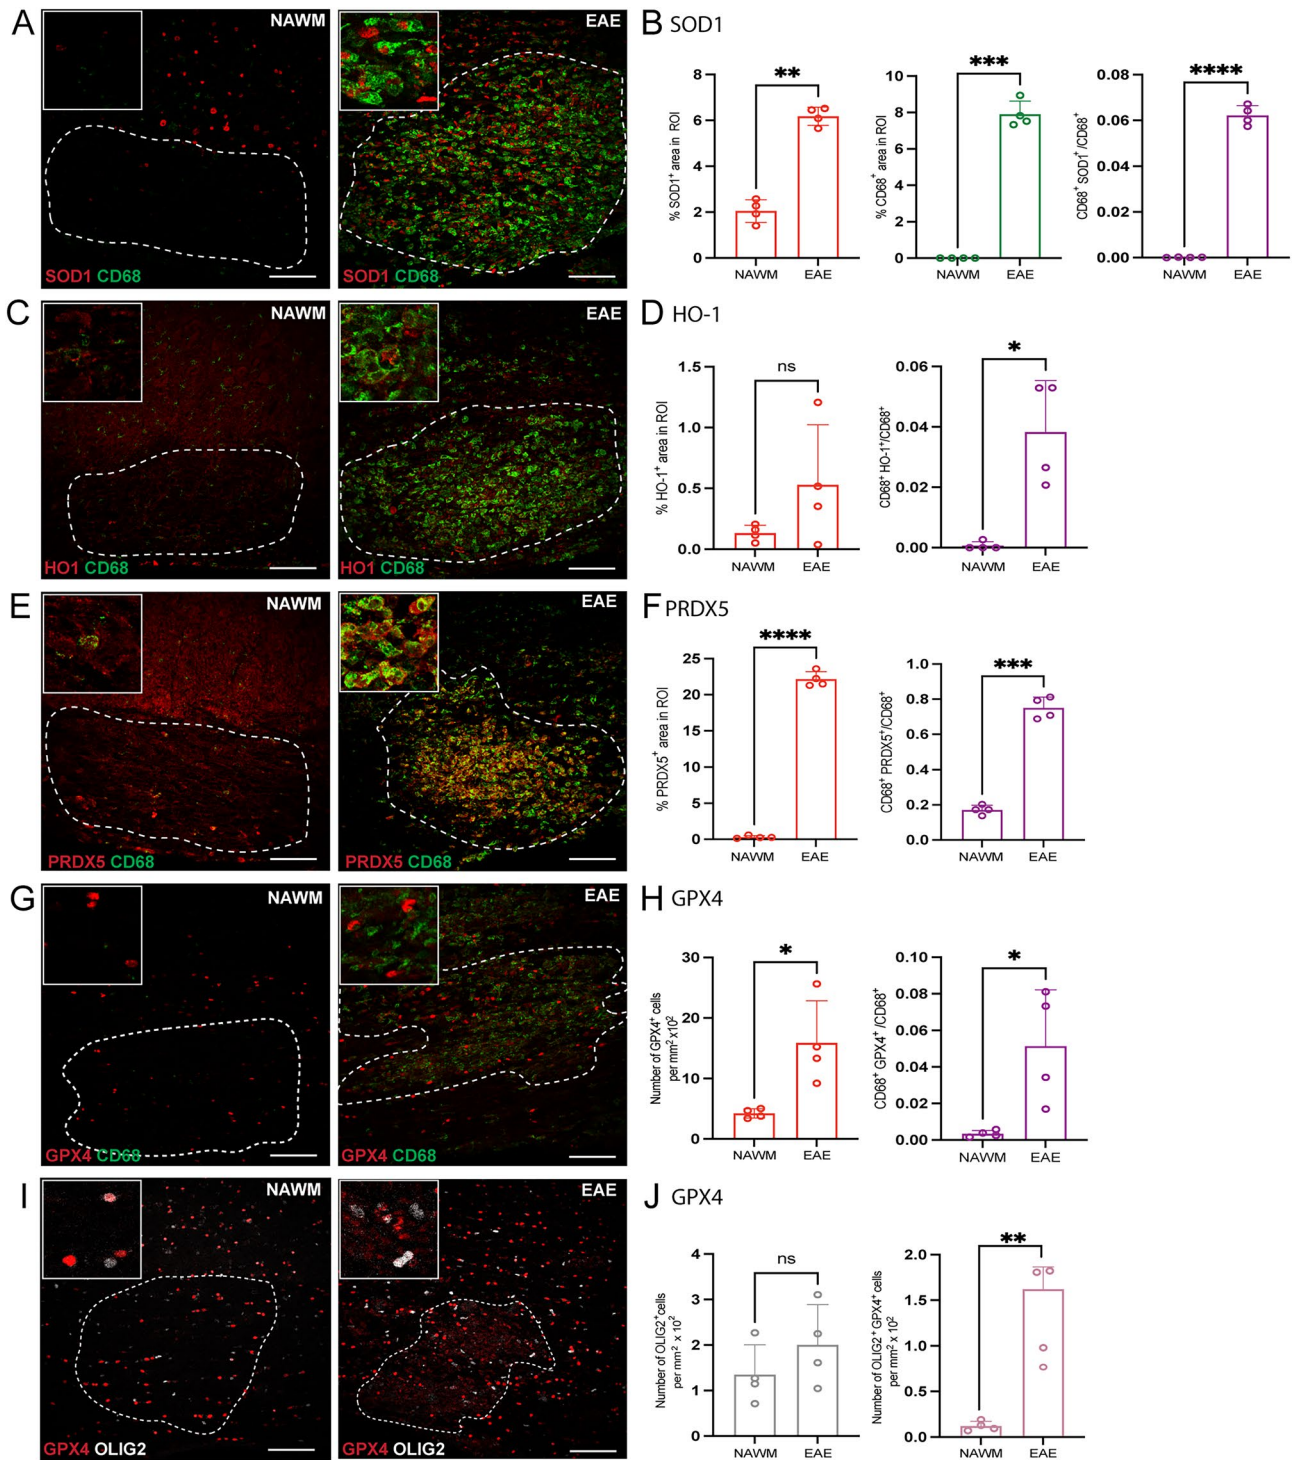 A
NAWM
SOD1 CD68
EAE
SOD1 CD68
B SOD1
% SOD1⁺ area in ROI
8
6
4
2
0
**
NAWM
EAE
% CD68⁺ area in ROI
10
8
6
4
2
0
***
NAWM
EAE
CD68⁺ SOD1⁺/CD68⁺
0.08
0.06
0.04
0.02
0.00
****
NAWM
EAE
C
NAWM
HO1 CD68
EAE
HO1 CD68
D HO-1
% HO-1⁺ area in ROI
1.5
1.0
0.5
0.0
ns
NAWM
EAE
CD68⁺ HO-1⁺/CD68⁺
0.06
0.04
0.02
0.00
*
NAWM
EAE
E
NAWM
PRDX5 CD68
EAE
PRDX5 CD68
F PRDX5
% PRDX5⁺ area in ROI
25
20
15
10
5
0
****
NAWM
EAE
CD68⁺ PRDX5⁺/CD68⁺
1.0
0.8
0.6
0.4
0.2
0.0
***
NAWM
EAE
G
NAWM
GPX4 CD68
EAE
GPX4 CD68
H GPX4
Number of GPX4⁺ cells
per mm² x10²
30
20
10
0
*
NAWM
EAE
CD68⁺ GPX4⁺ /CD68⁺
0.10
0.08
0.06
0.04
0.02
0.00
*
NAWM
EAE
I
NAWM
GPX4 OLIG2
EAE
GPX4 OLIG2
J GPX4
Number of OLIG2⁺cells
per mm² x 10²
4
3
2
1
0
ns
NAWM
EAE
Number of OLIG2⁺ GPX4⁺ cells
per mm² x 10²
2.0
1.5
1.0
0.5
0.0
**
NAWM
EAE